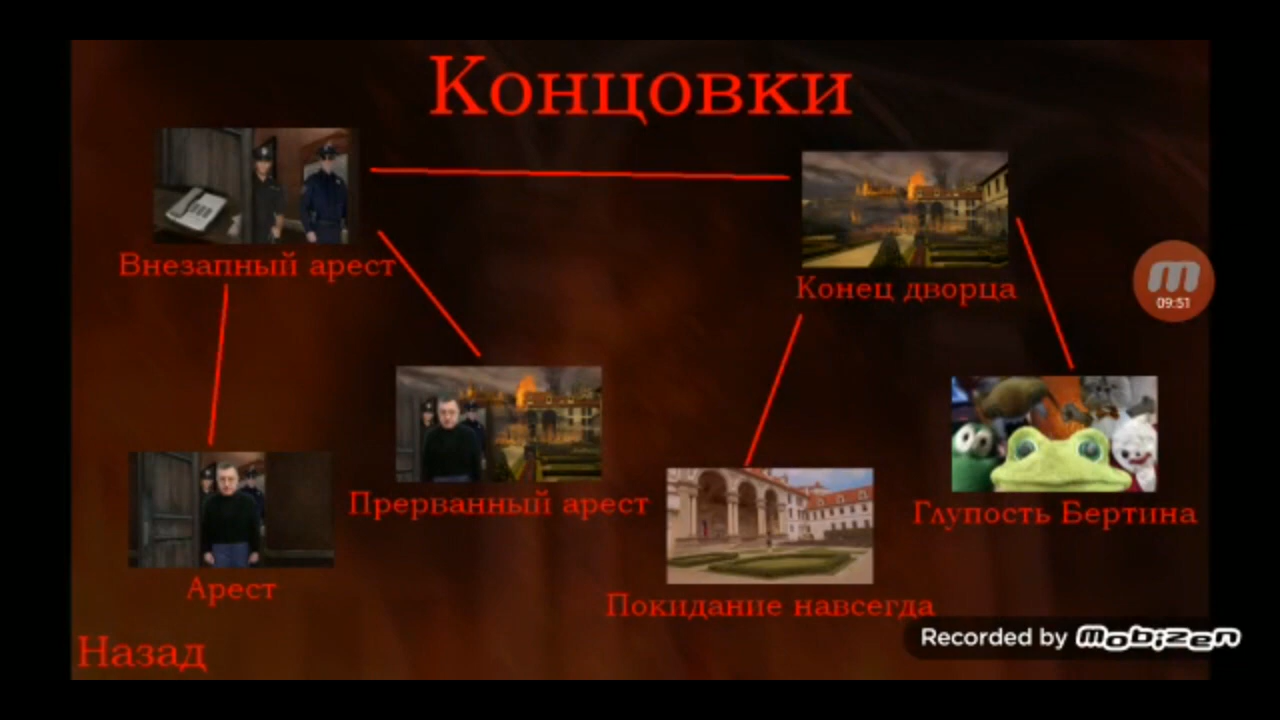 Концовки
Внезапный арест
Конец дворца
09:51
Прерванный арест
Глупость Бертина
Арест
Покидание навсегда
Назад
Recorded by mobizen